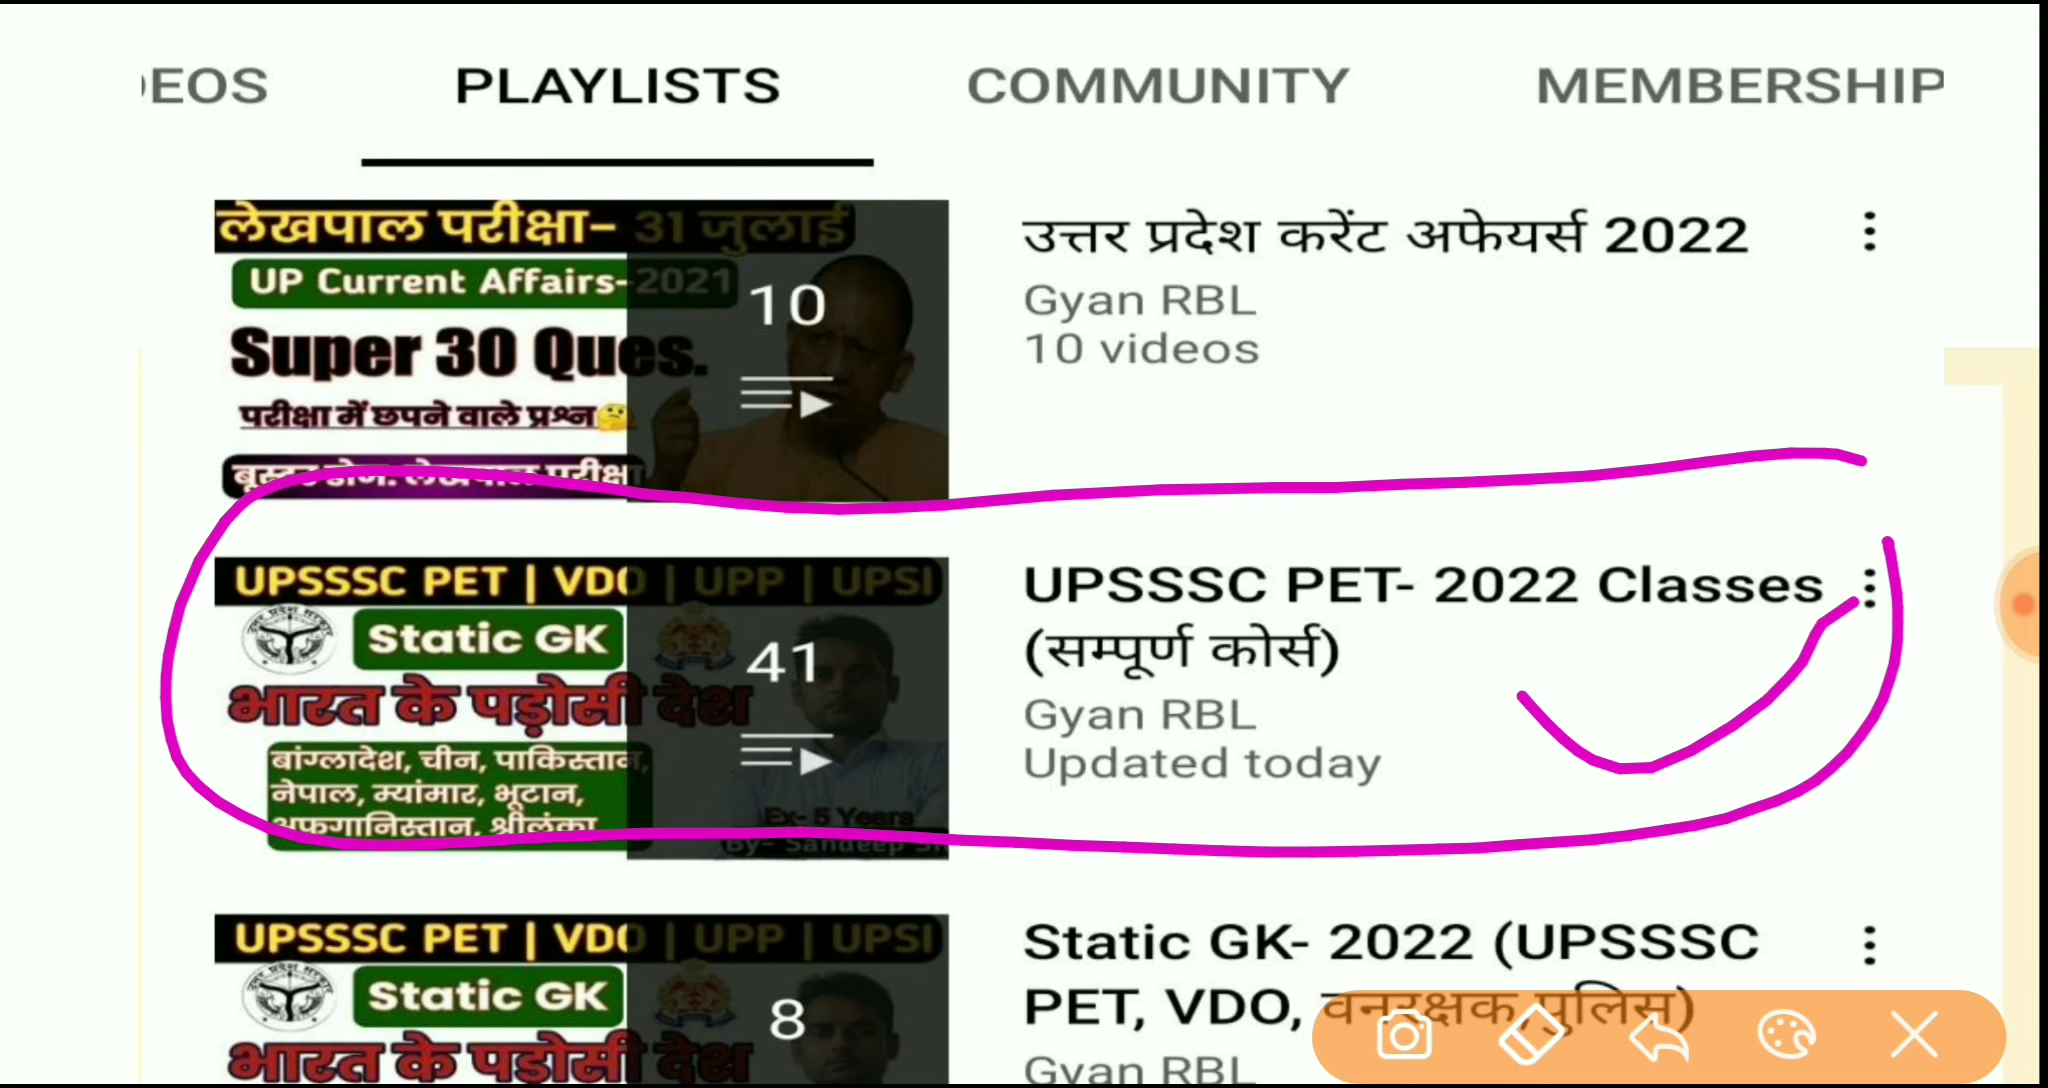 EOS PLAYLISTS COMMUNITY MEMBERSHIP
लेखपाल परीक्षा- 31 जुलाई
UP Current Affairs-2021
Super 30 Ques.
परीक्षा में छपने वाले प्रश्न🤔
10
उत्तर प्रदेश करेंट अफेयर्स 2022
Gyan RBL
10 videos
UPSSSC PET | VDO | UPP | UPSI
Static GK
भारत के पड़ोसी देश
बांग्लादेश, चीन, पाकिस्तान,
नेपाल, म्यांमार, भूटान,
अफगानिस्तान, श्रीलंका
Ex- 5 Years
By- Sandeep
41
UPSSSC PET- 2022 Classes
(सम्पूर्ण कोर्स)
Gyan RBL
Updated today
UPSSSC PET | VDO | UPP | UPSI
Static GK
भारत के पड़ोसी देश
8
Static GK- 2022 (UPSSSC
PET, VDO, वनरक्षक,पुलिस)
Gyan RBL